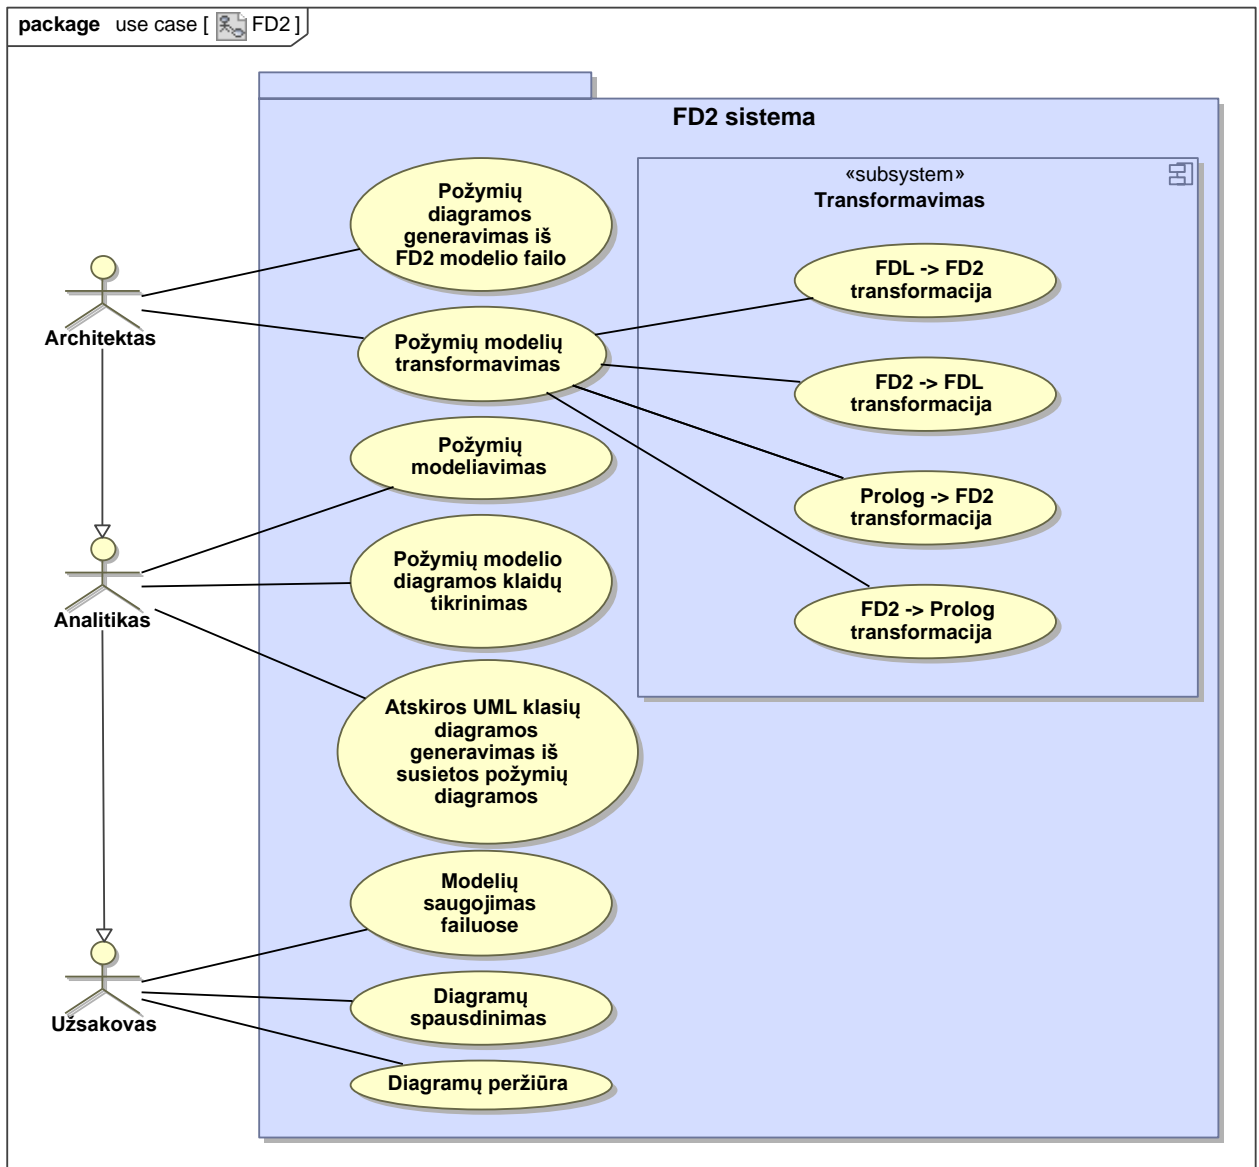 package use case [ FD2 ]
FD2 sistema
Požymių
diagramos
generavimas iš
FD2 modelio failo
«subsystem»
Transformavimas
FDL -> FD2
transformacija
Architektas
Požymių modelių
transformavimas
FD2 -> FDL
transformacija
Požymių
modeliavimas
Prolog -> FD2
transformacija
Požymių modelio
diagramos klaidų
tikrinimas
Analitikas
FD2 -> Prolog
transformacija
Atskiros UML klasių
diagramos
generavimas iš
susietos požymių
diagramos
Modelių
saugojimas
failuose
Užsakovas
Diagramų
spausdinimas
Diagramų peržiūra